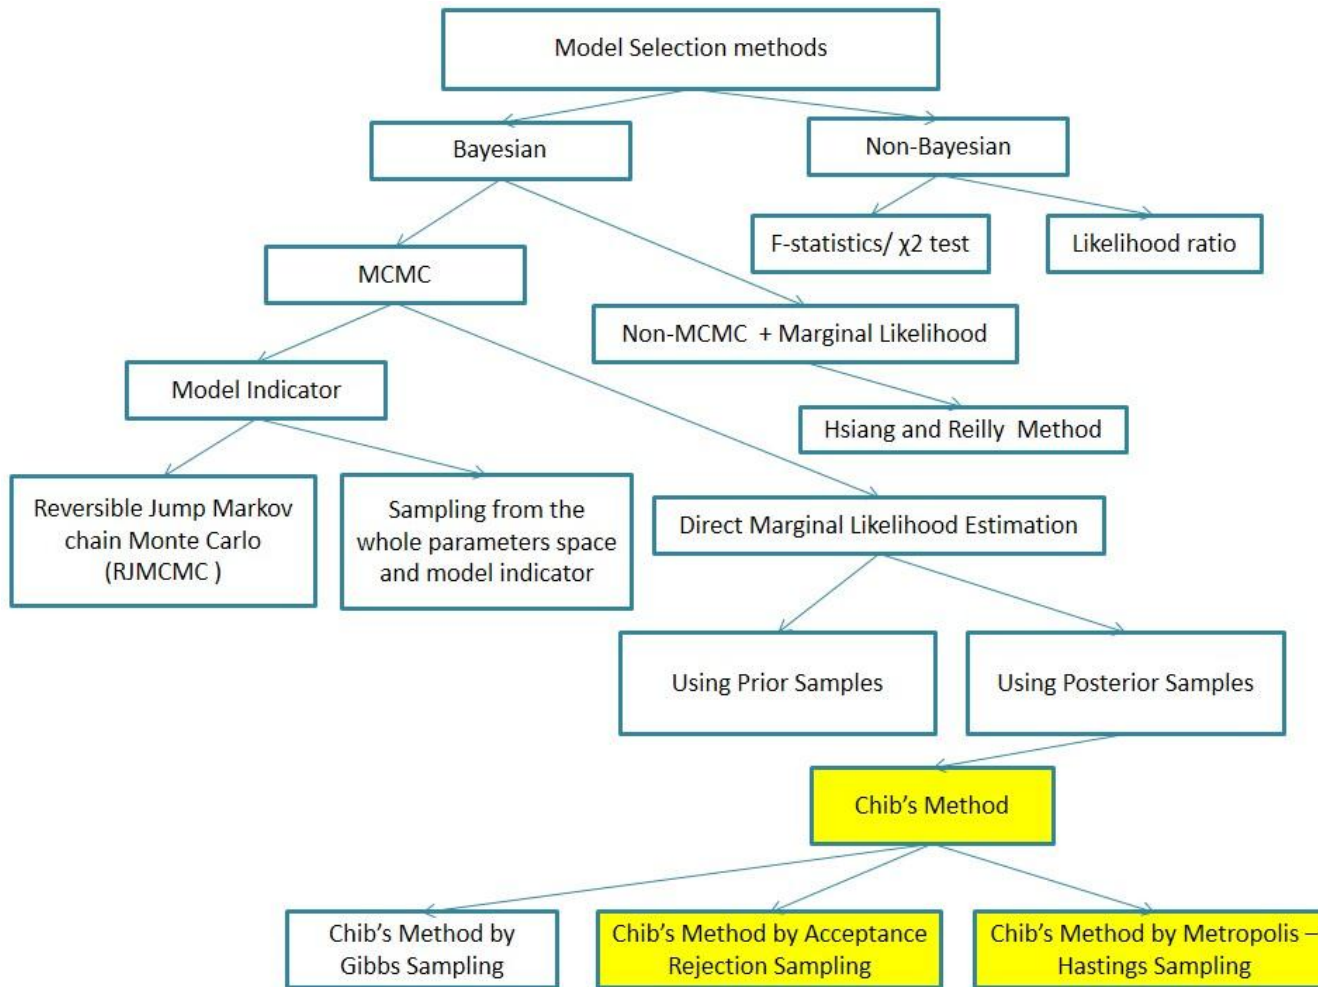 Model Selection methods
Bayesian
Non-Bayesian
F-statistics/ χ2 test
Likelihood ratio
MCMC
Non-MCMC + Marginal Likelihood
Model Indicator
Hsiang and Reilly Method
Reversible Jump Markov
chain Monte Carlo
(RJMCMC )
Sampling from the
whole parameters space
and model indicator
Direct Marginal Likelihood Estimation
Using Prior Samples
Using Posterior Samples
Chib’s Method
Chib’s Method by
Gibbs Sampling
Chib’s Method by Acceptance
Rejection Sampling
Chib’s Method by Metropolis –
Hastings Sampling